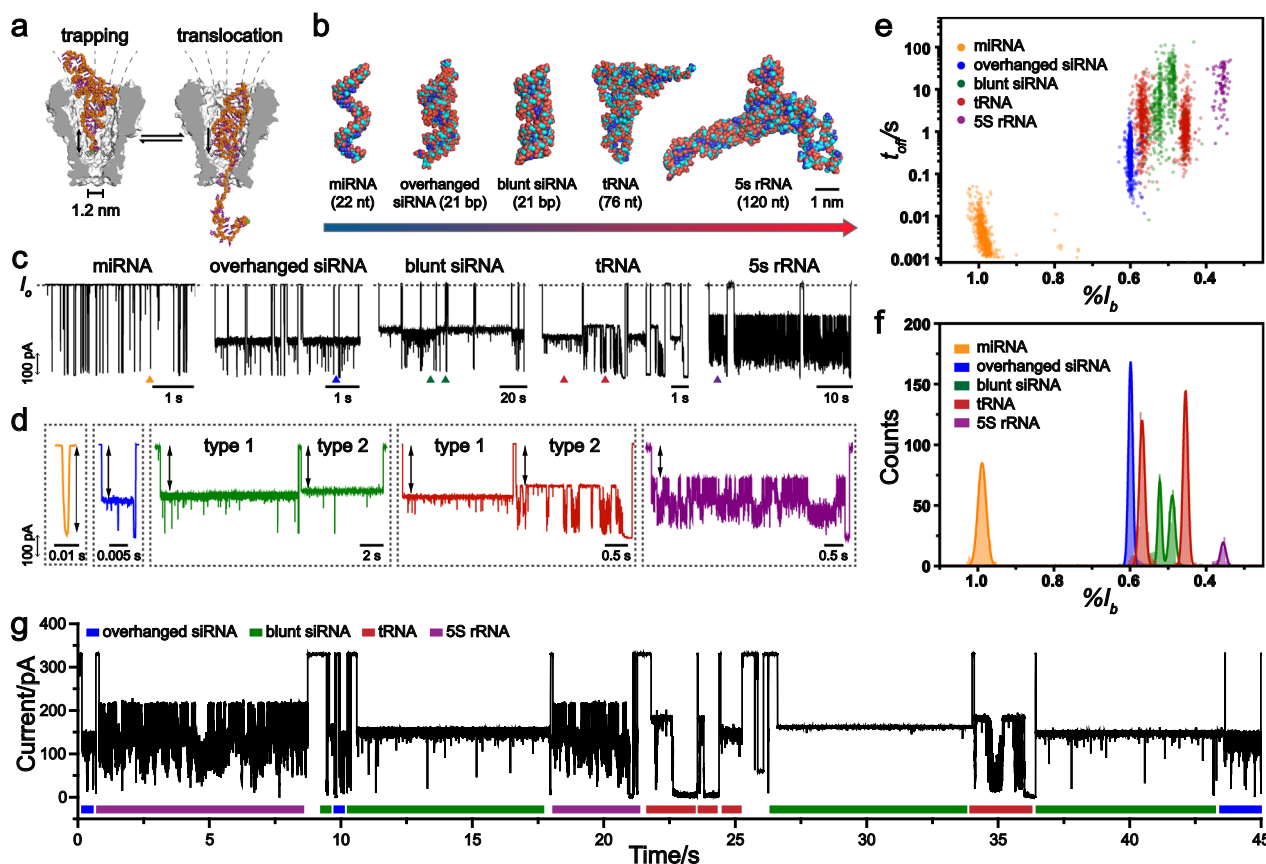 a
trapping
translocation
1.2 nm
b
miRNA
(22 nt)
overhanged
siRNA (21 bp)
blunt siRNA
(21 bp)
tRNA
(76 nt)
5s rRNA
(120 nt)
1 nm
c
miRNA
overhanged siRNA
blunt siRNA
tRNA
5s rRNA
Io
100 pA
1 s
1 s
20 s
1 s
10 s
d
type 1
type 2
type 1
type 2
100 pA
0.01 s
0.005 s
2 s
0.5 s
0.5 s
e
miRNA
overhanged siRNA
blunt siRNA
tRNA
5S rRNA
toff/s
100
10
1
0.1
0.01
0.001
1.0
0.8
0.6
0.4
%Ib
f
miRNA
overhanged siRNA
blunt siRNA
tRNA
5S rRNA
Counts
200
150
100
50
0
1.0
0.8
0.6
0.4
%Ib
g
overhanged siRNA
blunt siRNA
tRNA
5S rRNA
Current/pA
400
300
200
100
0
0
5
10
15
20
25
30
35
40
45
Time/s